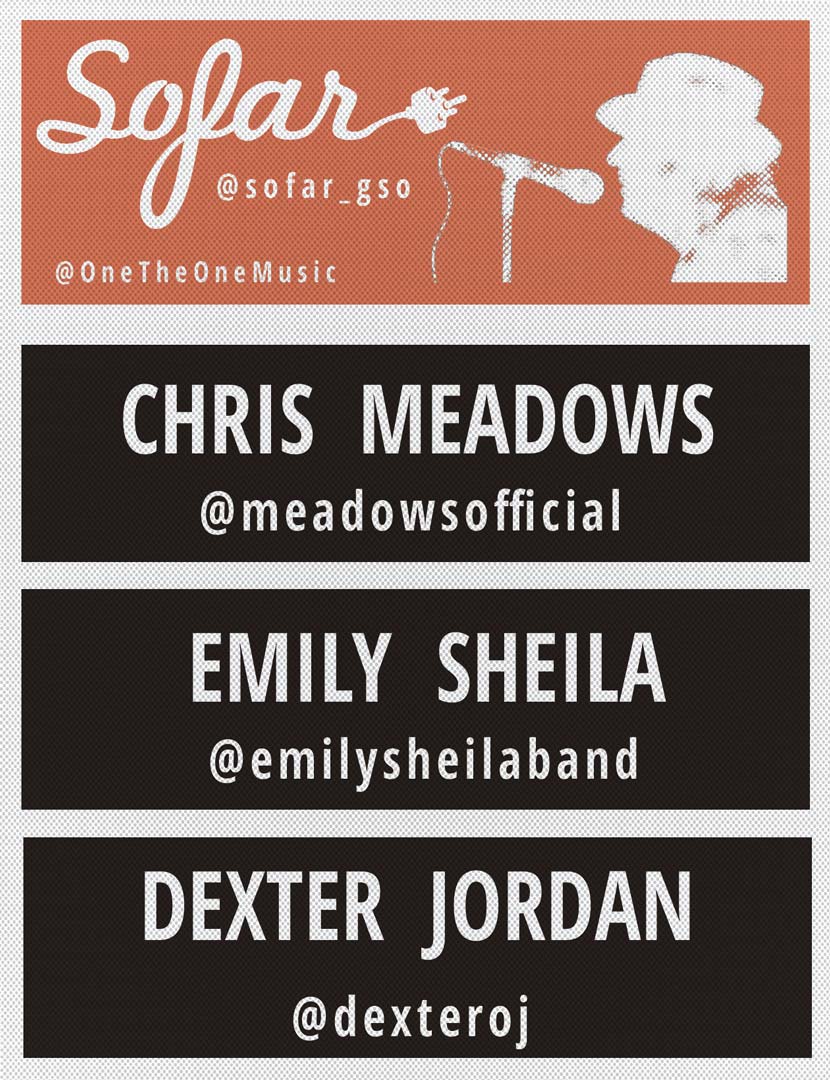 Sofar
@sofar_gso
@OneTheOneMusic
CHRIS MEADOWS
@meadowsofficial
EMILY SHEILA
@emilysheilaband
DEXTER JORDAN
@dexteroj